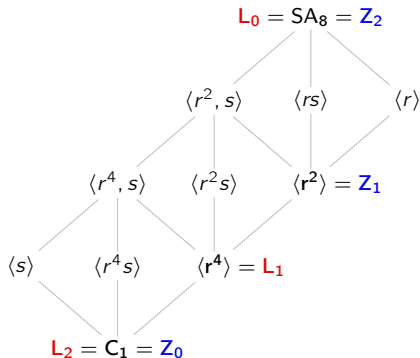 L₀ = SA₈ = Z₂
⟨r², s⟩ ⟨rs⟩ ⟨r⟩
⟨r⁴, s⟩ ⟨r²s⟩ ⟨r²⟩ = Z₁
⟨s⟩ ⟨r⁴s⟩ ⟨r⁴⟩ = L₁
L₂ = C₁ = Z₀